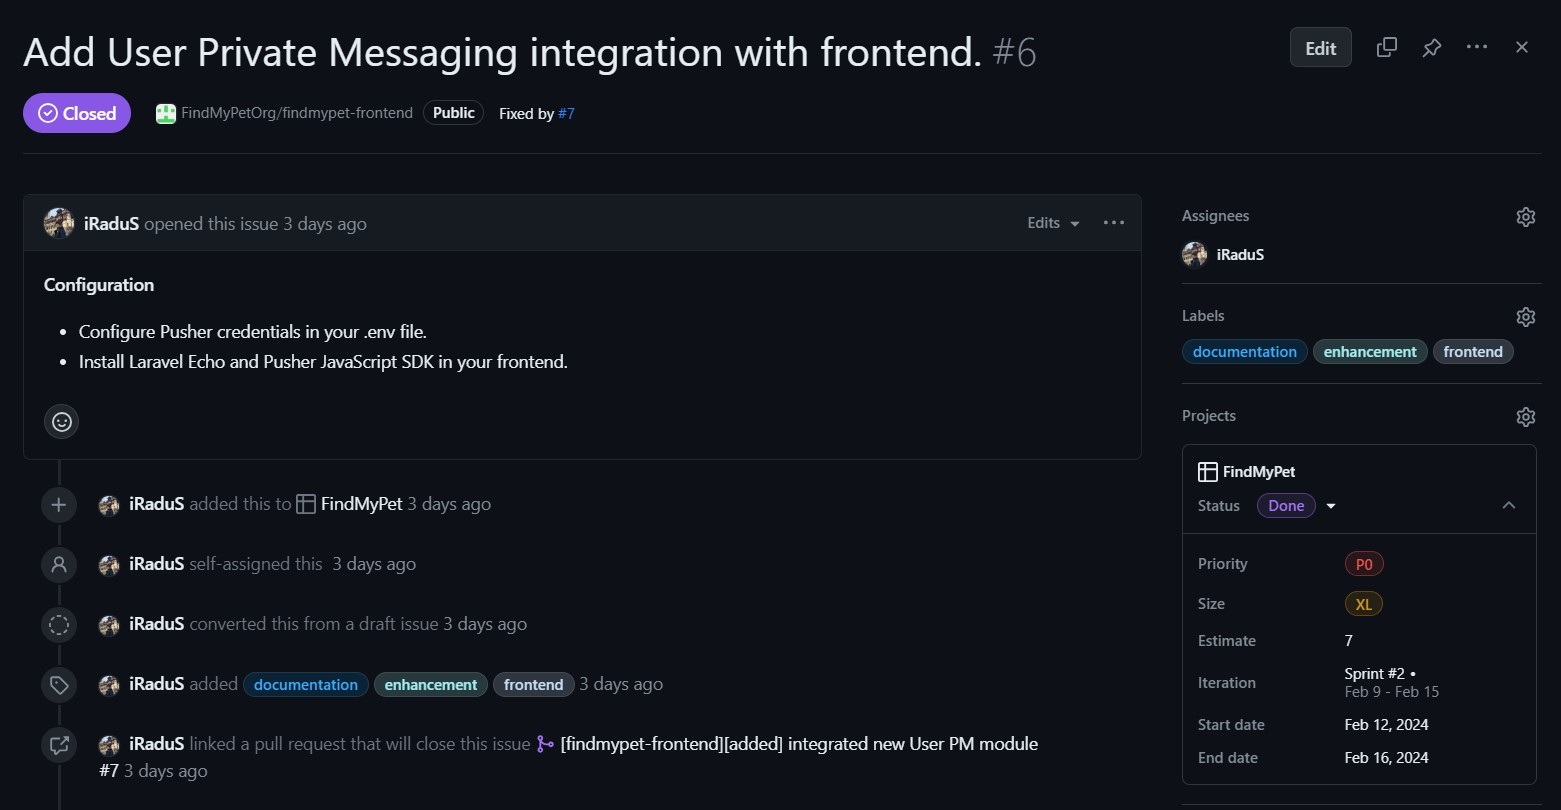 Add User Private Messaging integration with frontend. #6
Edit
Closed
FindMyPetOrg/findmypet-frontend
Public
Fixed by #7
iRaduS opened this issue 3 days ago
Edits
Configuration
• Configure Pusher credentials in your .env file.
• Install Laravel Echo and Pusher JavaScript SDK in your frontend.
iRaduS added this to FindMyPet 3 days ago
iRaduS self-assigned this 3 days ago
iRaduS converted this from a draft issue 3 days ago
iRaduS added documentation enhancement frontend 3 days ago
iRaduS linked a pull request that will close this issue [findmypet-frontend][added] integrated new User PM module
#7 3 days ago
Assignees
iRaduS
Labels
documentation enhancement frontend
Projects
FindMyPet
Status Done
Priority P0
Size XL
Estimate 7
Iteration Sprint #2 •
Feb 9 - Feb 15
Start date Feb 12, 2024
End date Feb 16, 2024